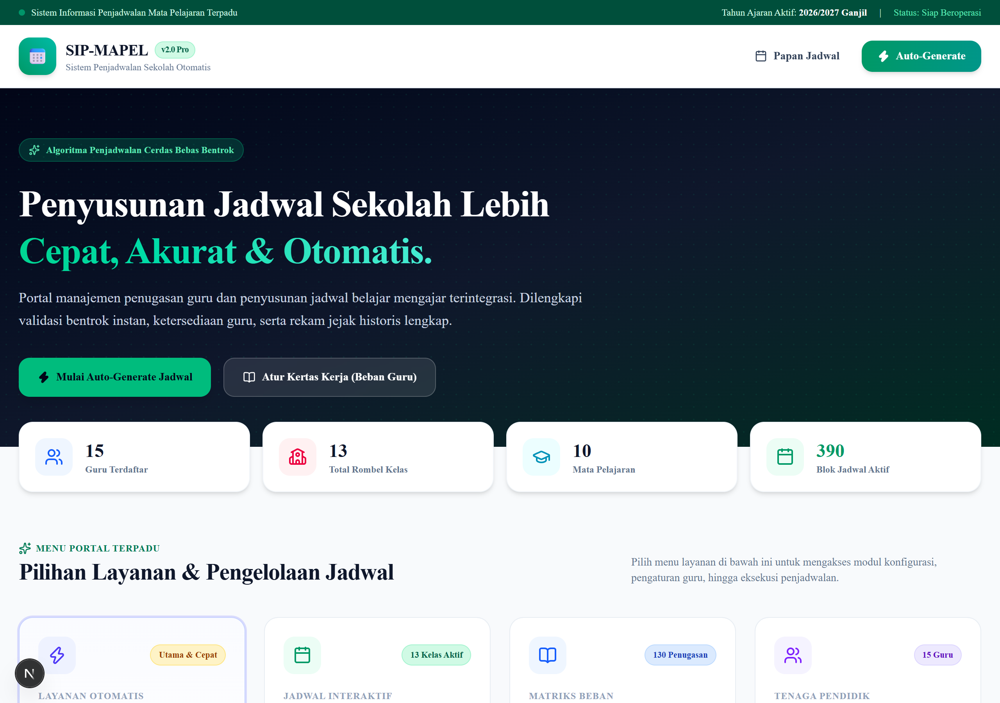 Sistem Informasi Penjadwalan Mata Pelajaran Terpadu
Tahun Ajaran Aktif: 2026/2027 Ganjil | Status: Siap Beroperasi
SIP-MAPEL v2.0 Pro
Sistem Penjadwalan Sekolah Otomatis
Papan Jadwal
Auto-Generate
Algoritma Penjadwalan Cerdas Bebas Bentrok
Penyusunan Jadwal Sekolah Lebih
Cepat, Akurat & Otomatis.
Portal manajemen penugasan guru dan penyusunan jadwal belajar mengajar terintegrasi. Dilengkapi
validasi bentrok instan, ketersediaan guru, serta rekam jejak historis lengkap.
Mulai Auto-Generate Jadwal
Atur Kertas Kerja (Beban Guru)
15
Guru Terdaftar
13
Total Rombel Kelas
10
Mata Pelajaran
390
Blok Jadwal Aktif
MENU PORTAL TERPADU
Pilihan Layanan & Pengelolaan Jadwal
Pilih menu layanan di bawah ini untuk mengakses modul konfigurasi,
pengaturan guru, hingga eksekusi penjadwalan.
Utama & Cepat
LAYANAN OTOMATIS
13 Kelas Aktif
JADWAL INTERAKTIF
130 Penugasan
MATRIKS BEBAN
15 Guru
TENAGA PENDIDIK
N